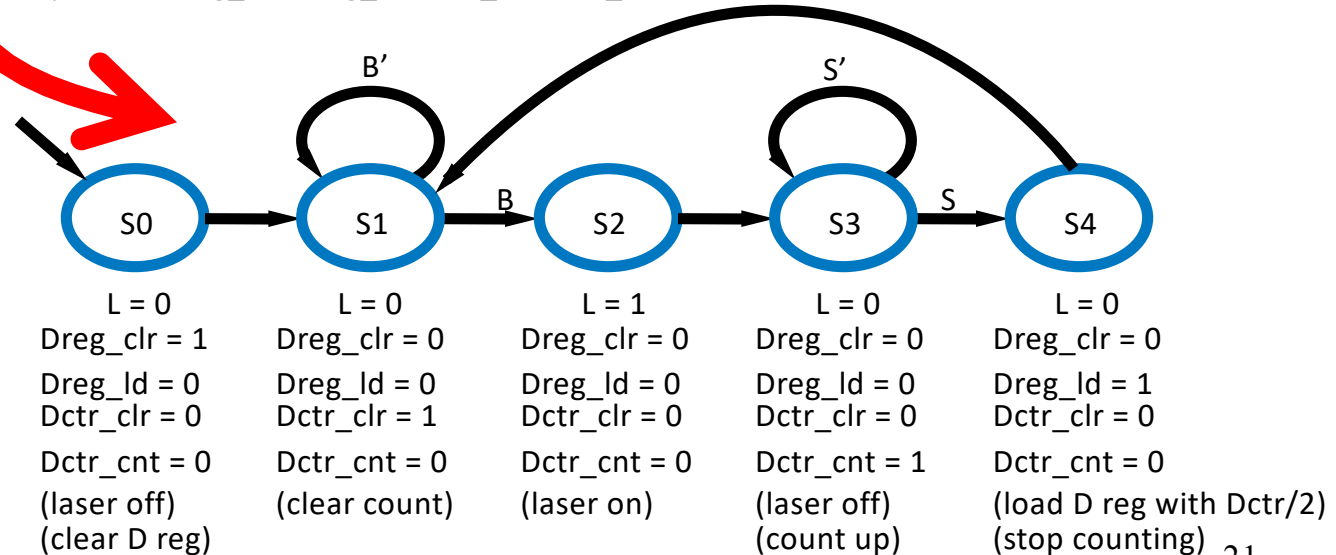 B’
S’
S0
S1
B
S2
S3
S
S4
L = 0
Dreg_clr = 1
Dreg_ld = 0
Dctr_clr = 0
Dctr_cnt = 0
(laser off)
(clear D reg)
L = 0
Dreg_clr = 0
Dreg_ld = 0
Dctr_clr = 1
Dctr_cnt = 0
(clear count)
L = 1
Dreg_clr = 0
Dreg_ld = 0
Dctr_clr = 0
Dctr_cnt = 0
(laser on)
L = 0
Dreg_clr = 0
Dreg_ld = 0
Dctr_clr = 0
Dctr_cnt = 1
(laser off)
(count up)
L = 0
Dreg_clr = 0
Dreg_ld = 1
Dctr_clr = 0
Dctr_cnt = 0
(load D reg with Dctr/2)
(stop counting)